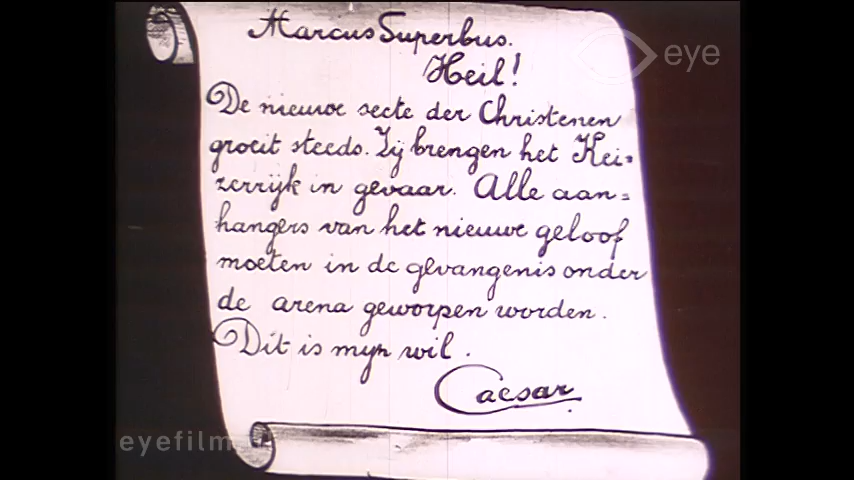 Marcus Superbus.
Heil!
De nieuwe secte der Christenen
groeit steeds. Zij brengen het Kei=
zerrijk in gevaar. Alle aan=
hangers van het nieuwe geloof
moeten in de gevangenis onder
de arena geworpen worden.
Dit is mijn wil.
Caesar
eye
eyefilm